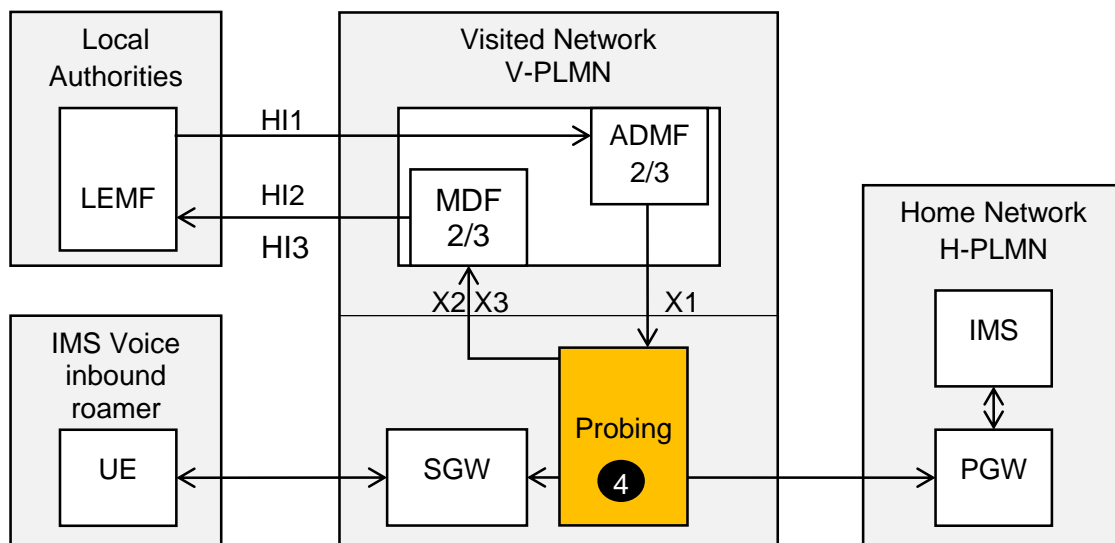 Local
Authorities
LEMF
HI1
HI2
HI3
Visited Network
V-PLMN
ADMF
2/3
MDF
2/3
X2 X3
X1
Home Network
H-PLMN
IMS
PGW
IMS Voice
inbound
roamer
UE
SGW
Probing
4